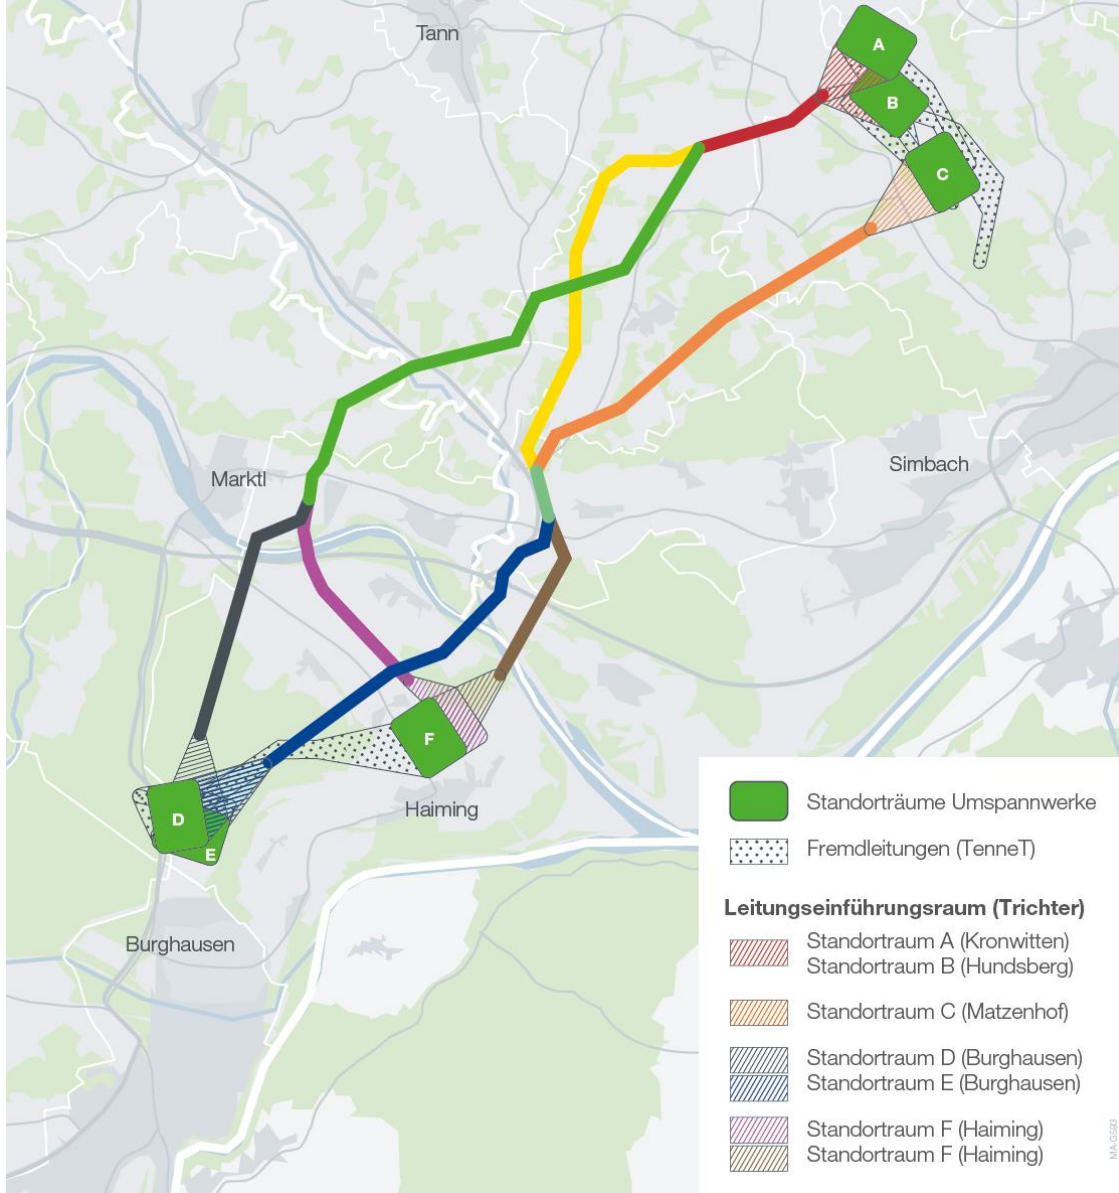 Tann
A
B
C
Simbach
Marktl
F
D
E
Haiming
Burghausen
Standorträume Umspannwerke
Fremdleitungen (TenneT)
Leitungseinführungsraum (Trichter)
Standortraum A (Kronwitten)
Standortraum B (Hundsberg)
Standortraum C (Matzenhof)
Standortraum D (Burghausen)
Standortraum E (Burghausen)
Standortraum F (Haiming)
Standortraum F (Haiming)